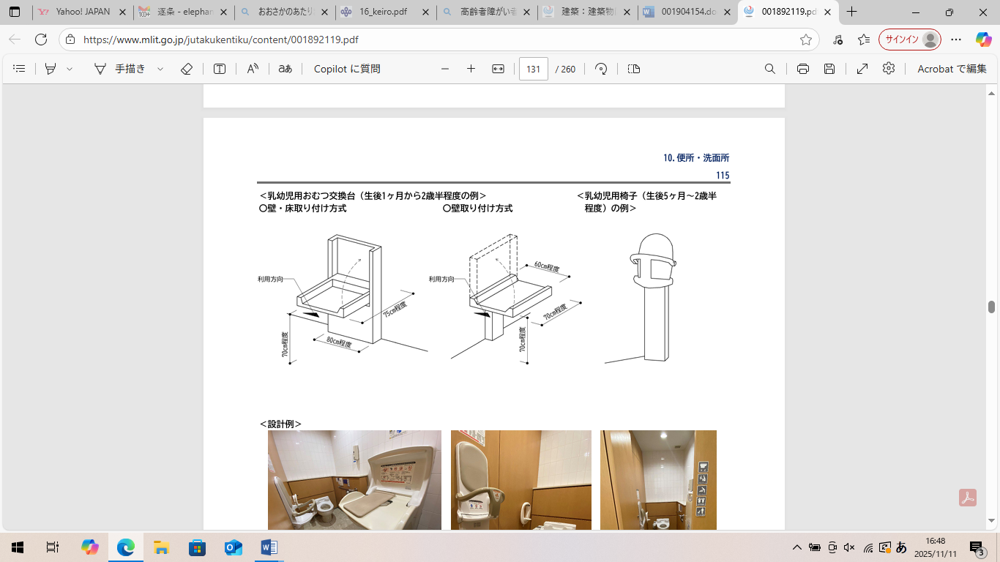 Yahoo! JAPAN
逐条 - elephan
おおさかのあたり
16_keiro.pdf
高齢者障がい者
建築：建築物
001904154.do
001892119.pd
https://www.mlit.go.jp/jutakukentiku/content/001892119.pdf
サインイン
手描き
T
A
aあ
Copilot に質問
131 / 260
Acrobat で編集
10.便所・洗面所
115
＜乳幼児用おむつ交換台（生後1ヶ月から2歳半程度の例＞
〇壁・床取り付け方式
〇壁取り付け方式
＜乳幼児用椅子（生後5ヶ月～2歳半
程度）の例＞
利用方向
75cm程度
80cm程度
70cm程度
利用方向
60cm程度
70cm程度
70cm程度
＜設計例＞
あ
16:48
2025/11/11
3